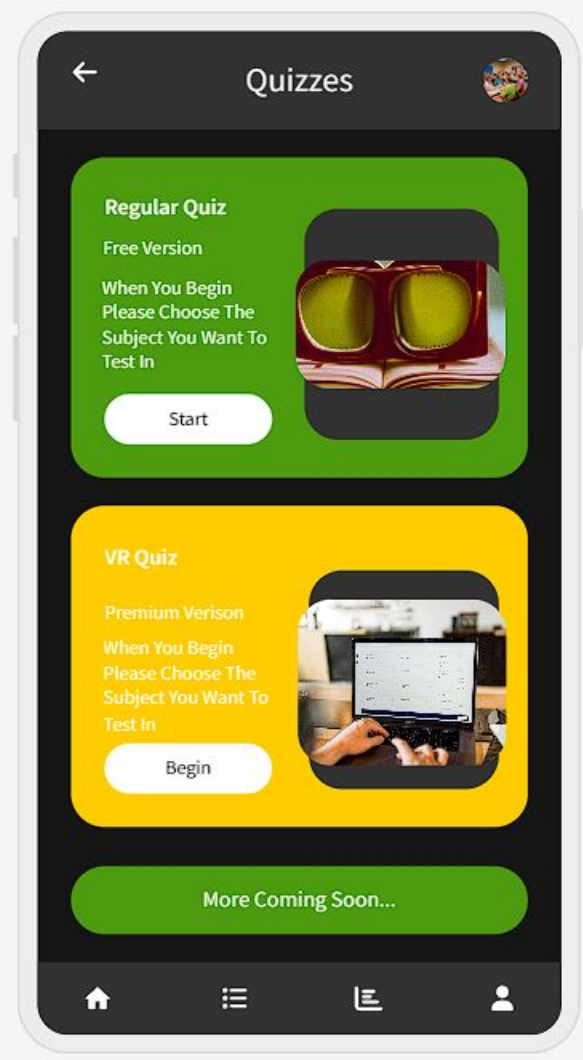 Quizzes
Regular Quiz
Free Version
When You Begin
Please Choose The
Subject You Want To
Test In
Start
VR Quiz
Premium Verison
When You Begin
Please Choose The
Subject You Want To
Test In
Begin
More Coming Soon...